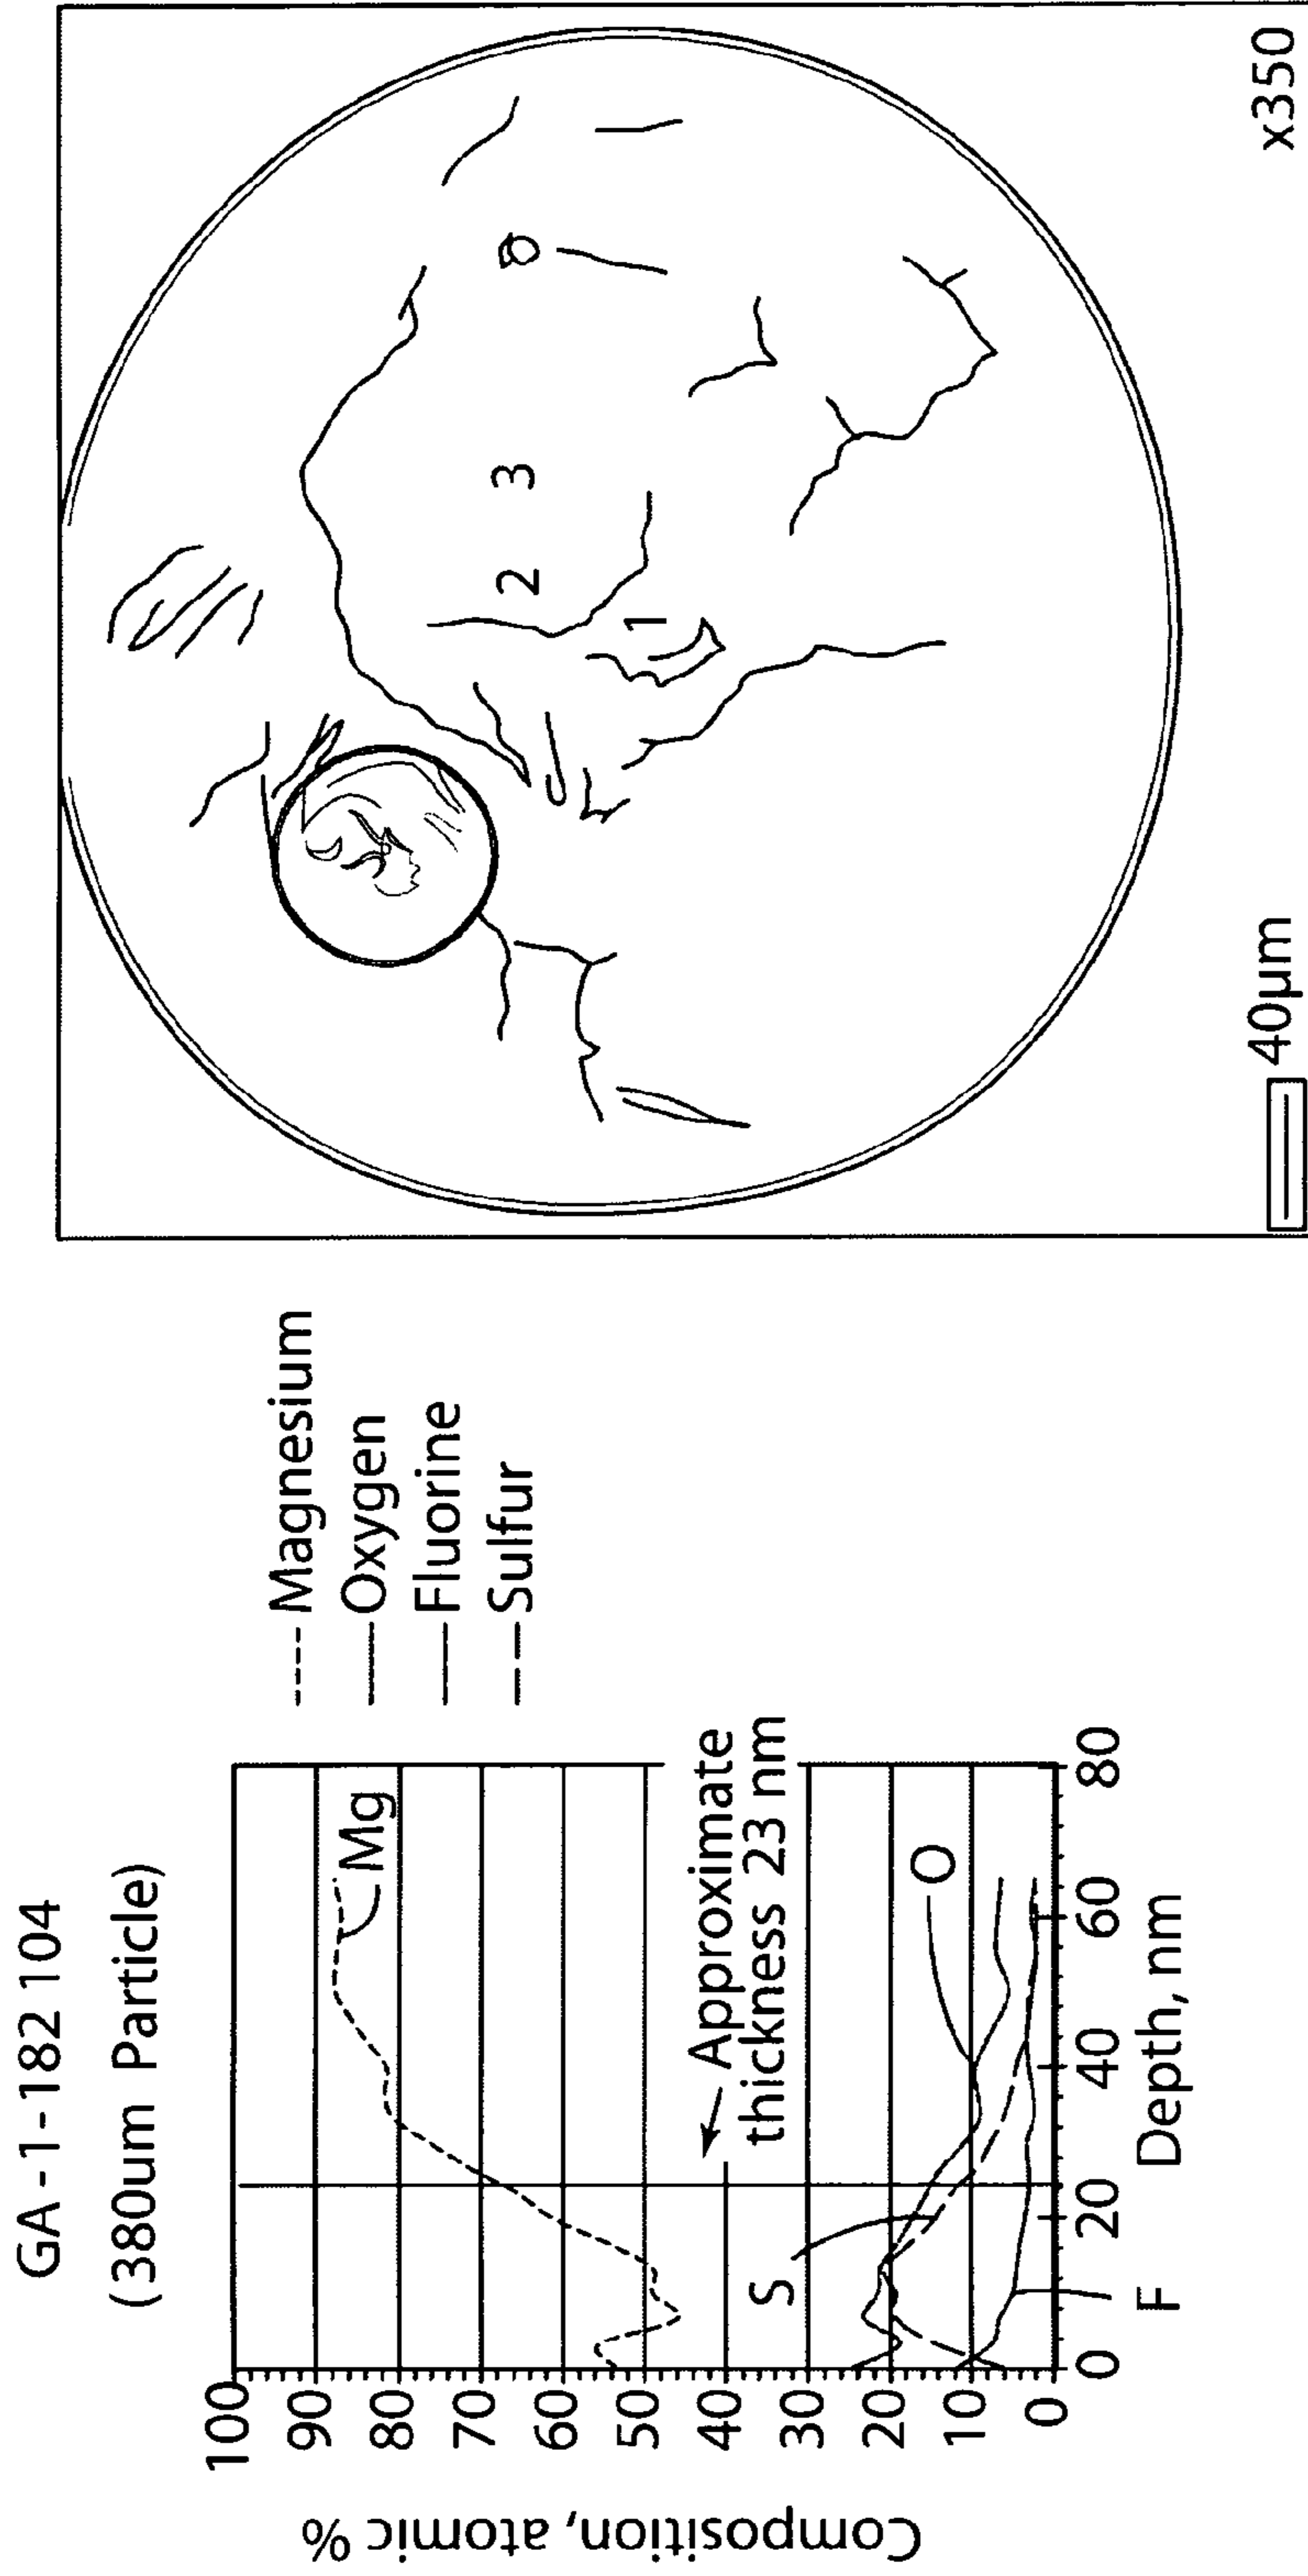 GA-1-182 104
(380um Particle)
Composition, atomic %
100
90
80
70
60
50
40
30
20
10
0
Mg
Approximate
thickness 23 nm
S
O
F
0
20
40
60
80
Depth, nm
Magnesium
Oxygen
Fluorine
Sulfur
1
2
3
40µm
x350